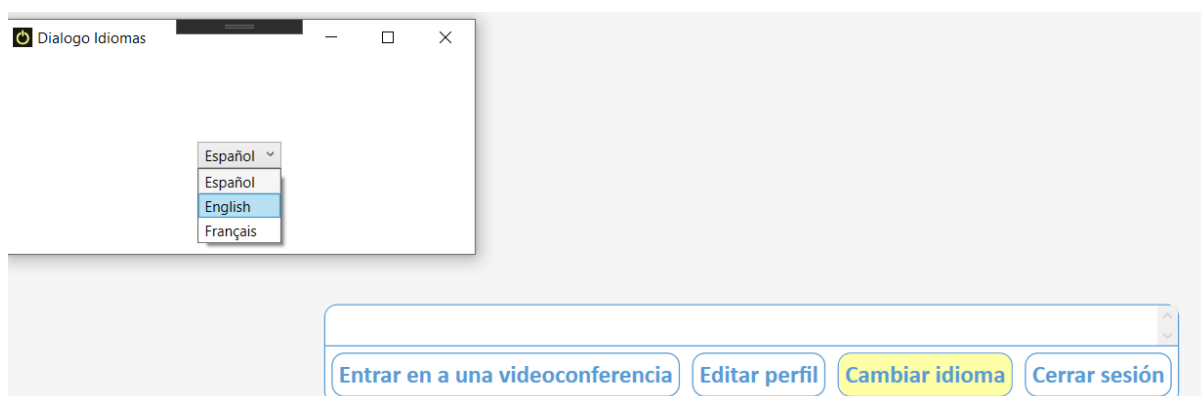 Dialogo Idiomas
Español
Español
English
Français
Entrar en a una videoconferencia Editar perfil Cambiar idioma Cerrar sesión